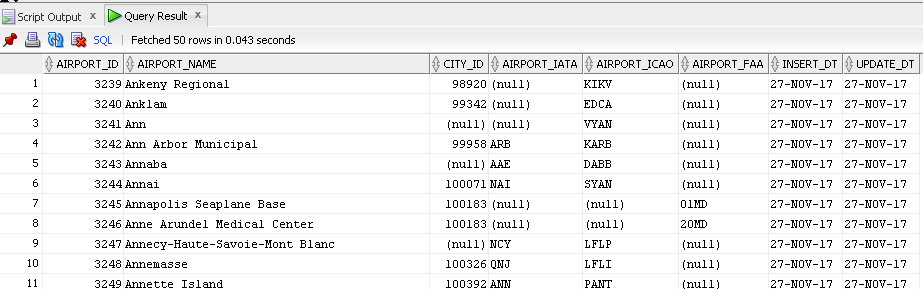 Script Output x Query Result x
SQL | Fetched 50 rows in 0.043 seconds
AIRPORT_ID AIRPORT_NAME CITY_ID AIRPORT_IATA AIRPORT_ICAO AIRPORT_FAA INSERT_DT UPDATE_DT
1 3239 Ankeny Regional 98920 (null) KIKV (null) 27-NOV-17 27-NOV-17
2 3240 Anklam 99342 (null) EDCA (null) 27-NOV-17 27-NOV-17
3 3241 Ann (null) (null) VYAN (null) 27-NOV-17 27-NOV-17
4 3242 Ann Arbor Municipal 99958 ARB KARB (null) 27-NOV-17 27-NOV-17
5 3243 Annaba (null) AAE DABB (null) 27-NOV-17 27-NOV-17
6 3244 Annai 100071 NAI SYAN (null) 27-NOV-17 27-NOV-17
7 3245 Annapolis Seaplane Base 100183 (null) (null) 01MD 27-NOV-17 27-NOV-17
8 3246 Anne Arundel Medical Center 100183 (null) (null) 20MD 27-NOV-17 27-NOV-17
9 3247 Annecy-Haute-Savoie-Mont Blanc (null) NCY LFLP (null) 27-NOV-17 27-NOV-17
10 3248 Annemasse 100326 QNJ LFLI (null) 27-NOV-17 27-NOV-17
11 3249 Annette Island 100392 ANN PANT (null) 27-NOV-17 27-NOV-17